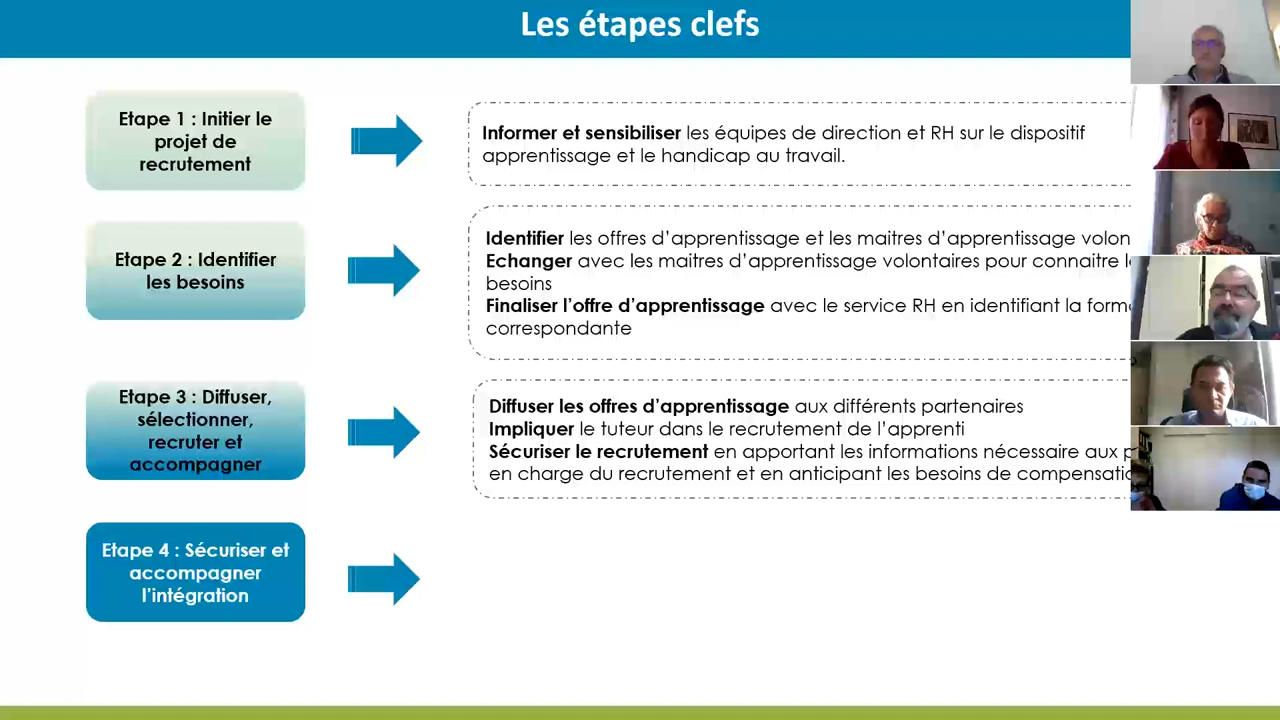 Les étapes clefs
Etape 1 : Initier le
projet de
recrutement
Informer et sensibiliser les équipes de direction et RH sur le dispositif
apprentissage et le handicap au travail.
Etape 2 : Identifier
les besoins
Identifier les offres d’apprentissage et les maitres d’apprentissage volon
Echanger avec les maitres d’apprentissage volontaires pour connaitre
besoins
Finaliser l’offre d’apprentissage avec le service RH en identifiant la form
correspondante
Etape 3 : Diffuser,
sélectionner,
recruter et
accompagner
Diffuser les offres d’apprentissage aux différents partenaires
Impliquer le tuteur dans le recrutement de l’apprenti
Sécuriser le recrutement en apportant les informations nécessaire aux
en charge du recrutement et en anticipant les besoins de compensati
Etape 4 : Sécuriser et
accompagner
l’intégration